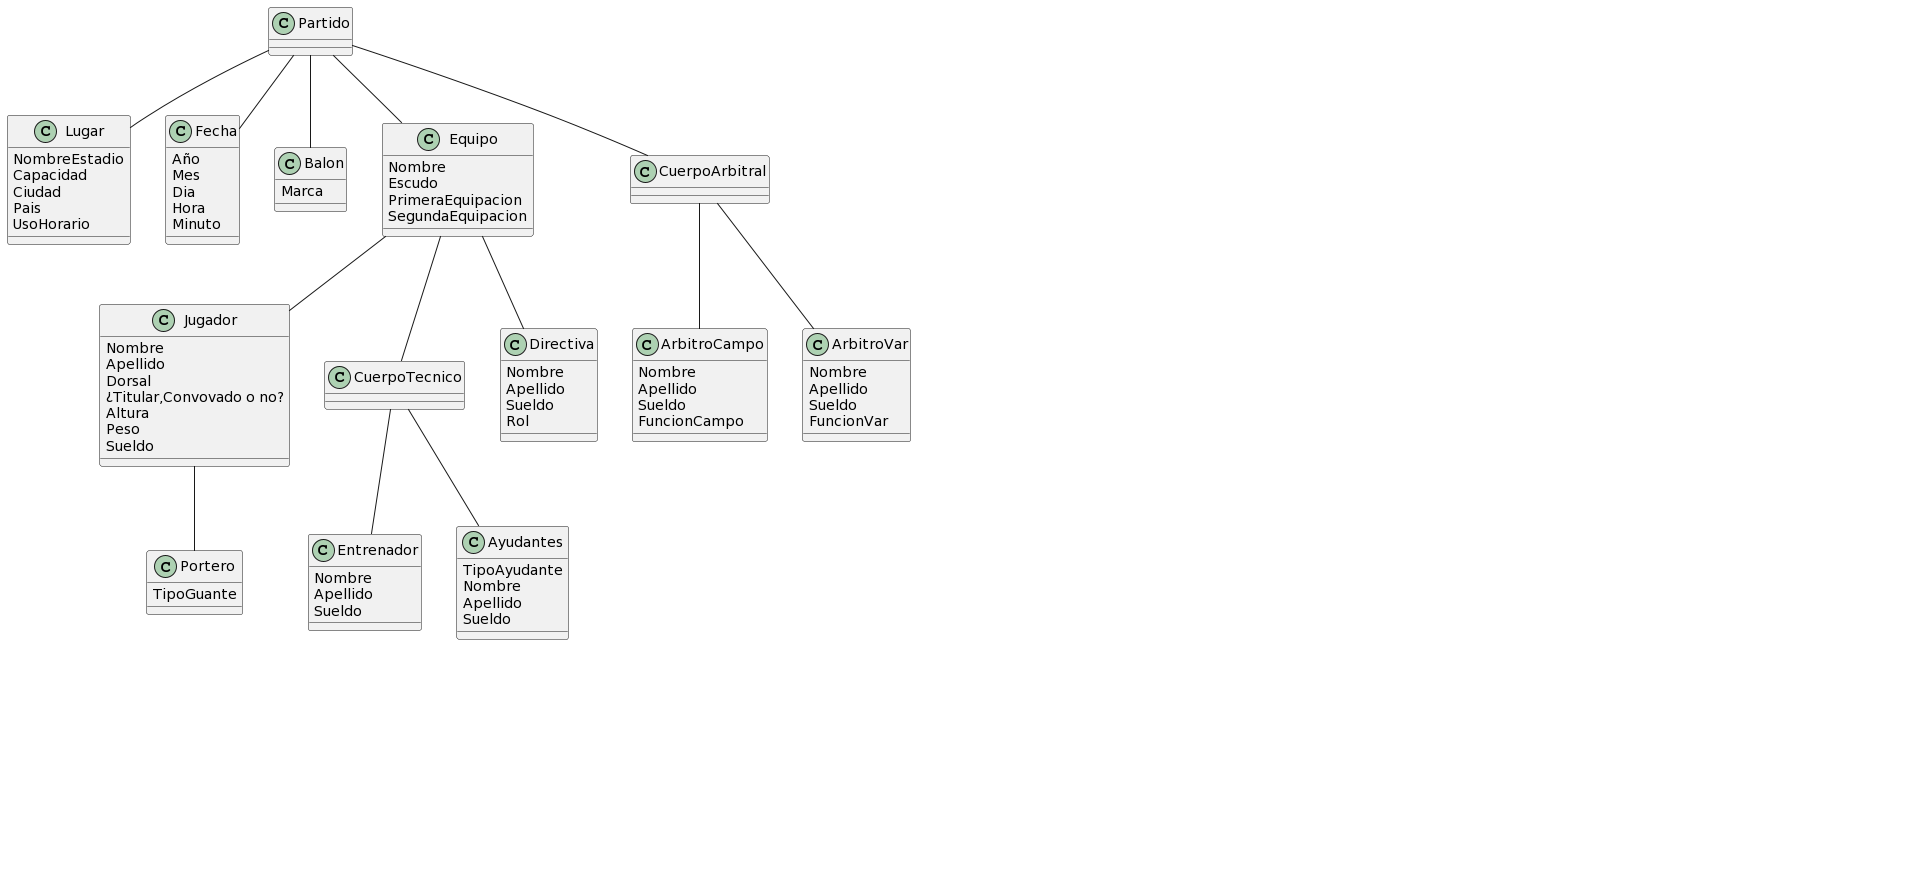 C Partido
C Lugar
NombreEstadio
Capacidad
Ciudad
Pais
UsoHorario
C Fecha
Año
Mes
Dia
Hora
Minuto
C Balon
Marca
C Equipo
Nombre
Escudo
PrimeraEquipacion
SegundaEquipacion
C CuerpoArbitral
C Jugador
Nombre
Apellido
Dorsal
¿Titular,Convovado o no?
Altura
Peso
Sueldo
C CuerpoTecnico
C Directiva
Nombre
Apellido
Sueldo
Rol
C ArbitroCampo
Nombre
Apellido
Sueldo
FuncionCampo
C ArbitroVar
Nombre
Apellido
Sueldo
FuncionVar
C Portero
TipoGuante
C Entrenador
Nombre
Apellido
Sueldo
C Ayudantes
TipoAyudante
Nombre
Apellido
Sueldo